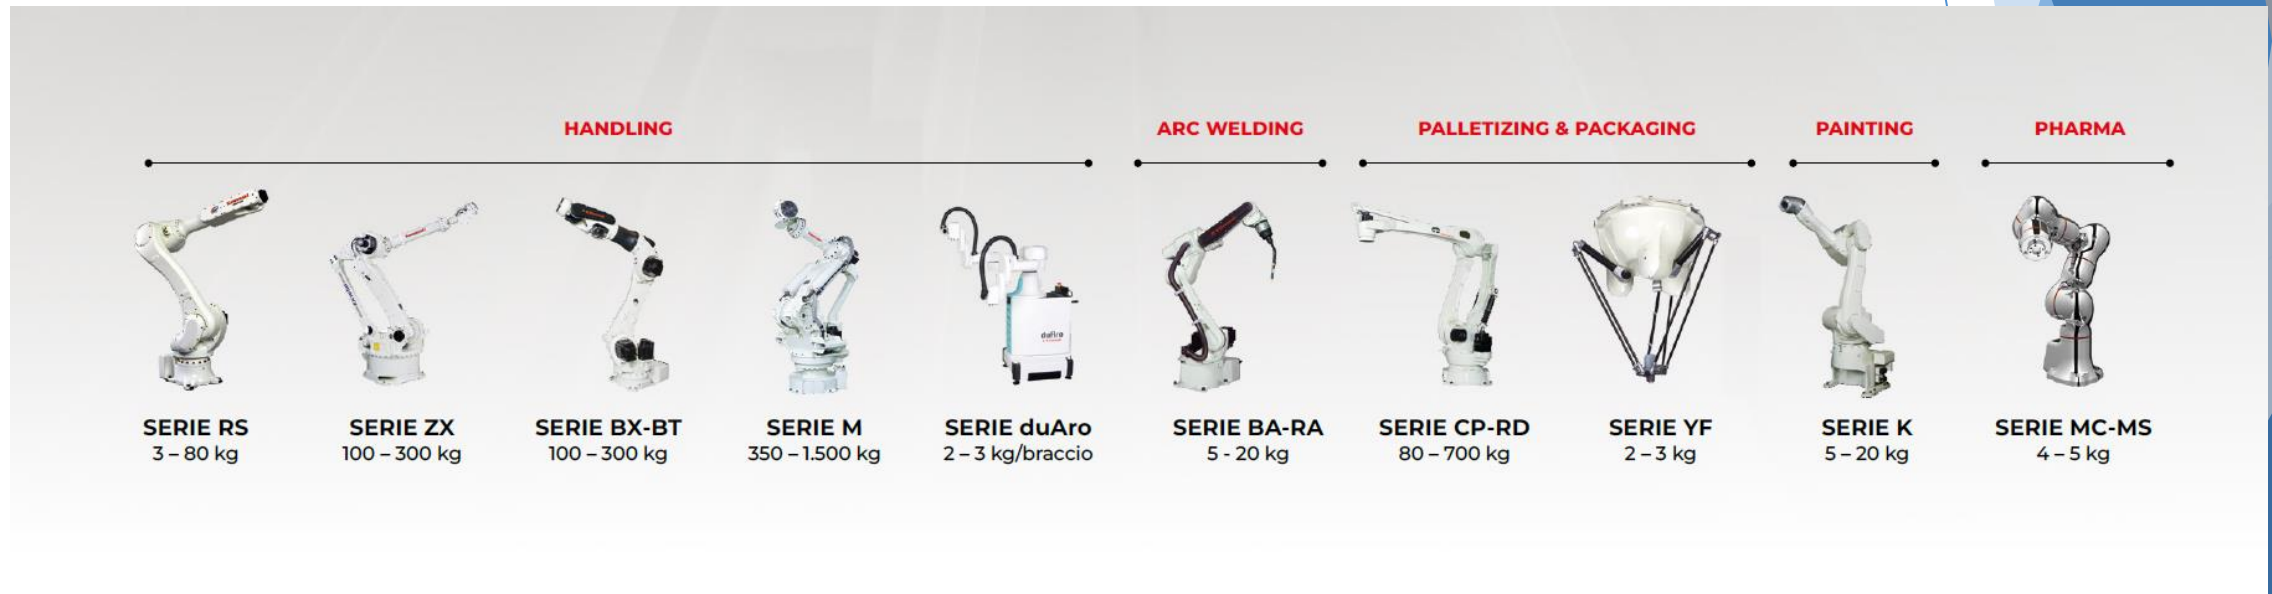 HANDLING
ARC WELDING
PALLETIZING & PACKAGING
PAINTING
PHARMA
duAro
SERIE RS
3 – 80 kg
SERIE ZX
100 – 300 kg
SERIE BX-BT
100 – 300 kg
SERIE M
350 – 1.500 kg
SERIE duAro
2 – 3 kg/braccio
SERIE BA-RA
5 - 20 kg
SERIE CP-RD
80 – 700 kg
SERIE YF
2 – 3 kg
SERIE K
5 – 20 kg
SERIE MC-MS
4 – 5 kg